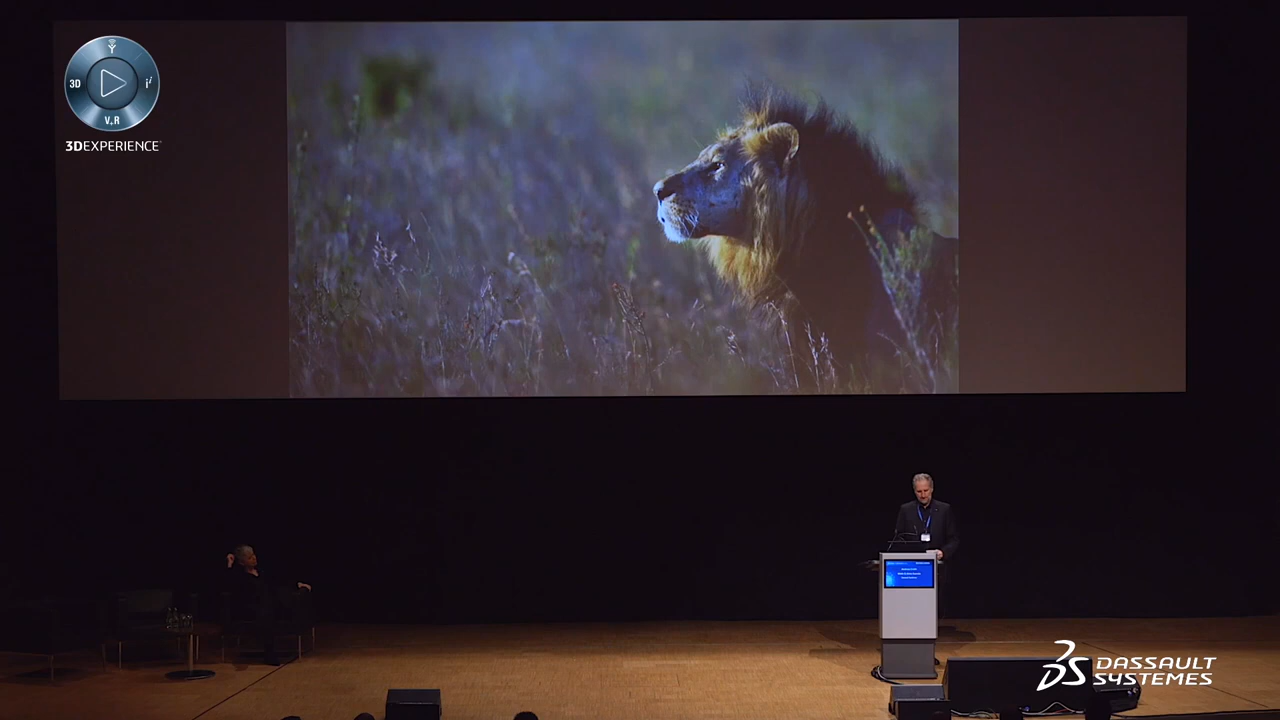 3D
i
V,R
3DEXPERIENCE
DASSAULT
SYSTEMES